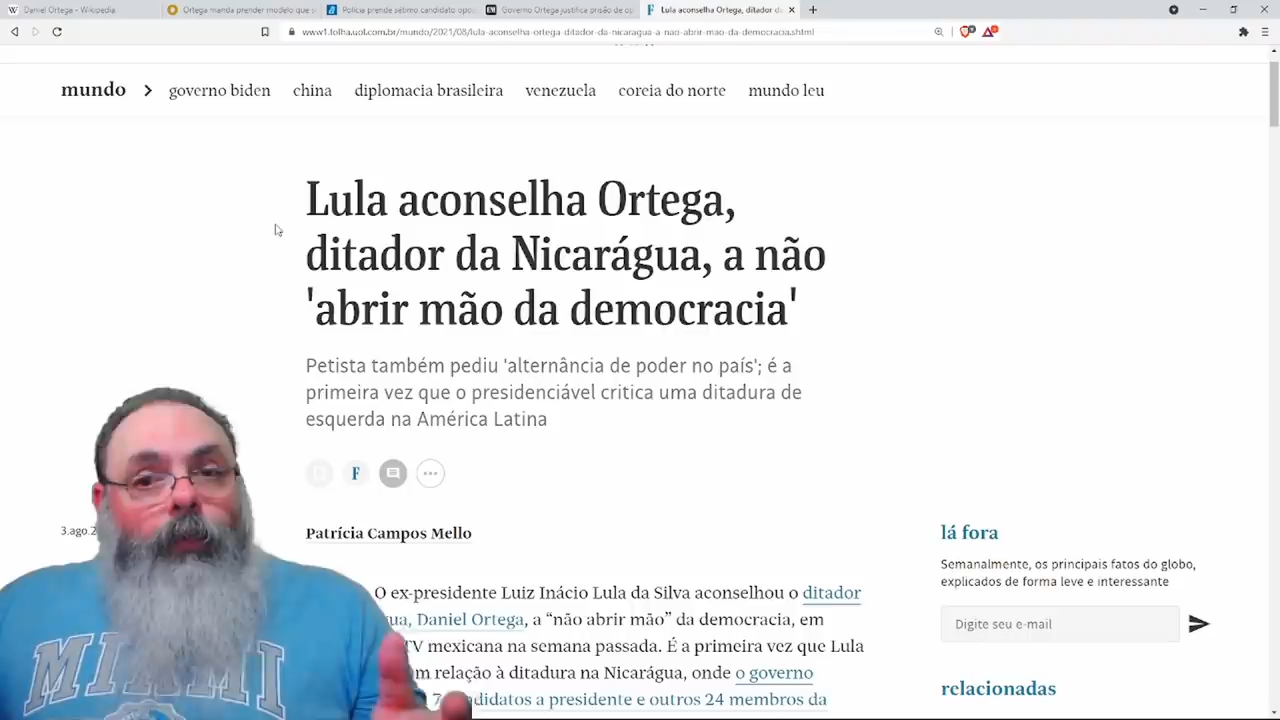 Daniel Ortega - Wikipedia
Ortega manda prender modelo que s
Polícia prende sétimo candidato opos
Governo Ortega justifica prisão de op
Lula aconselha Ortega, ditador da
www1.folha.uol.com.br/mundo/2021/08/lula-aconselha-ortega-ditador-da-nicaragua-a-nao-abrir-mao-da-democracia.shtml
mundo
governo biden
china
diplomacia brasileira
venezuela
coreia do norte
mundo leu
Lula aconselha Ortega,
ditador da Nicarágua, a não
'abrir mão da democracia'
Petista também pediu 'alternância de poder no país'; é a
primeira vez que o presidenciável critica uma ditadura de
esquerda na América Latina
F
3.ago.2
Patrícia Campos Mello
O ex-presidente Luiz Inácio Lula da Silva aconselhou o ditador
ua, Daniel Ortega, a “não abrir mão” da democracia, em
TV mexicana na semana passada. É a primeira vez que Lula
m relação à ditadura na Nicarágua, onde o governo
7 candidatos a presidente e outros 24 membros da
lá fora
Semanalmente, os principais fatos do globo,
explicados de forma leve e interessante
Digite seu e-mail
relacionadas
MIAMI